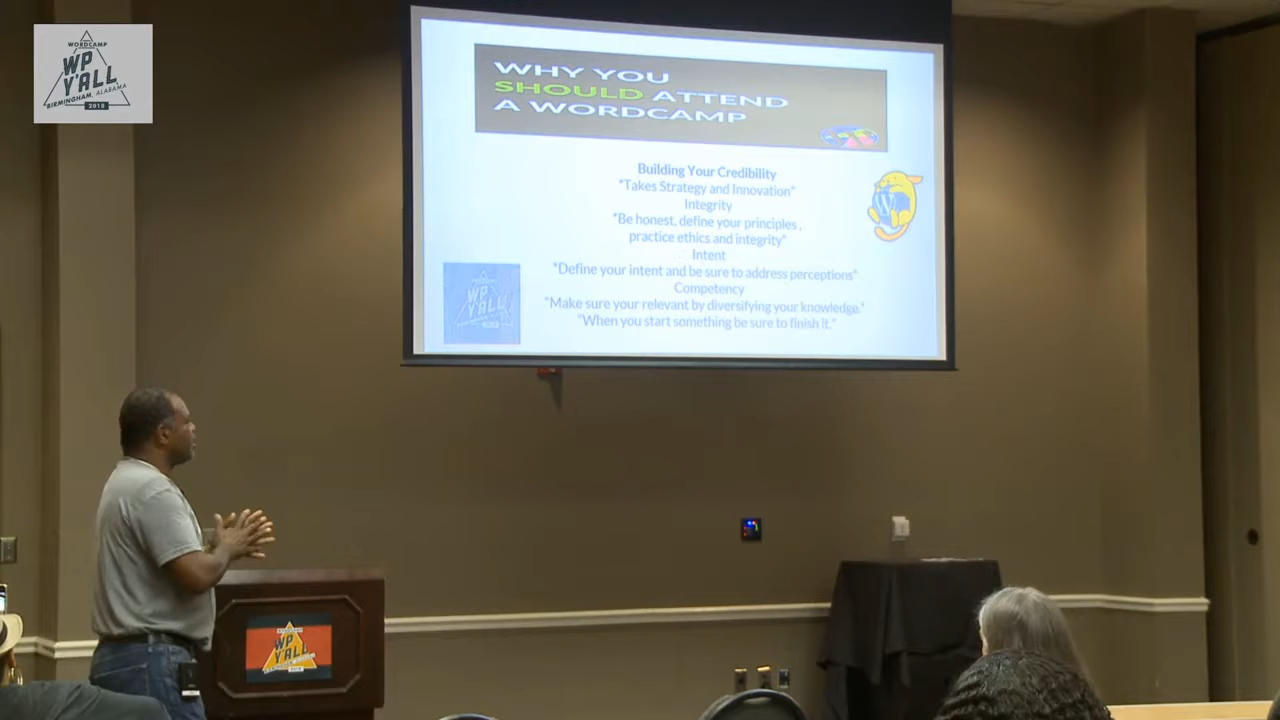 WORDCAMP
WP
Y'ALL
BIRMINGHAM, ALABAMA
2018
WHY YOU
SHOULD ATTEND
A WORDCAMP
Building Your Credibility
"Takes Strategy and Innovation"
Integrity
"Be honest, define your principles ,
practice ethics and integrity"
Intent
"Define your intent and be sure to address perceptions"
Competency
"Make sure your relevant by diversifying your knowledge."
"When you start something be sure to finish it."
WP
Y'ALL
WP
Y'ALL